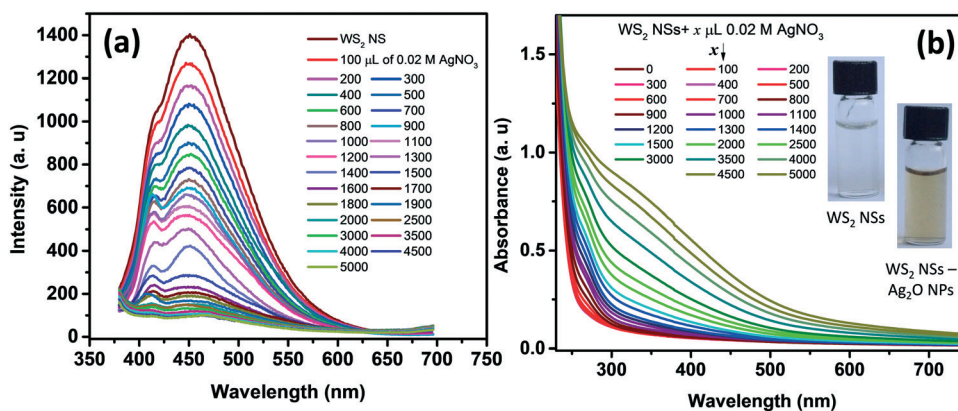 (a)
WS₂ NS
100 μL of 0.02 M AgNO₃
200 300
400 500
600 700
800 900
1000 1100
1200 1300
1400 1500
1600 1700
1800 1900
2000 2500
3000 3500
4000 4500
5000
Intensity (a. u)
1400
1200
1000
800
600
400
200
0
350 400 450 500 550 600 650 700 750
Wavelength (nm)
(b)
WS₂ NSs+ x μL 0.02 M AgNO₃
x↓
0 100 200
300 400 500
600 700 800
900 1000 1100
1200 1300 1400
1500 2000 2500
3000 3500 4000
4500 5000
WS₂ NSs
WS₂ NSs –
Ag₂O NPs
Absorbance (a. u)
1.5
1.0
0.5
0.0
300 400 500 600 700
Wavelength (nm)